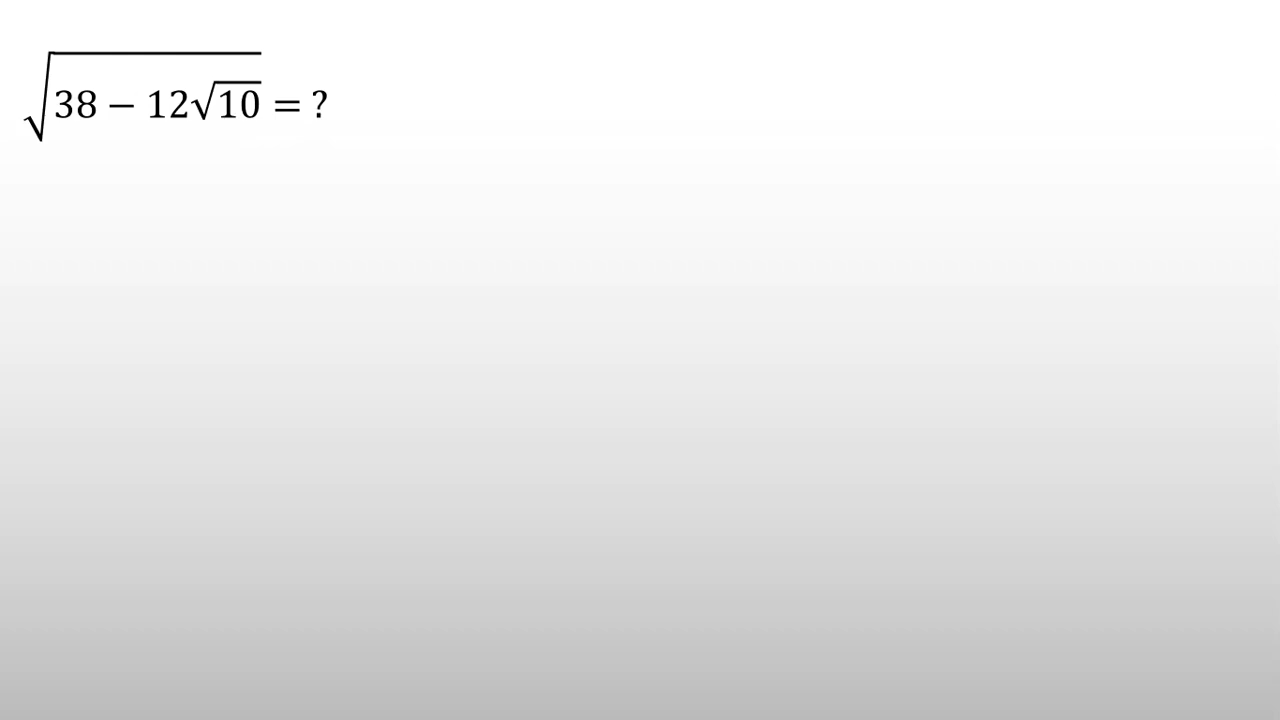 √(38 − 12√10) = ?